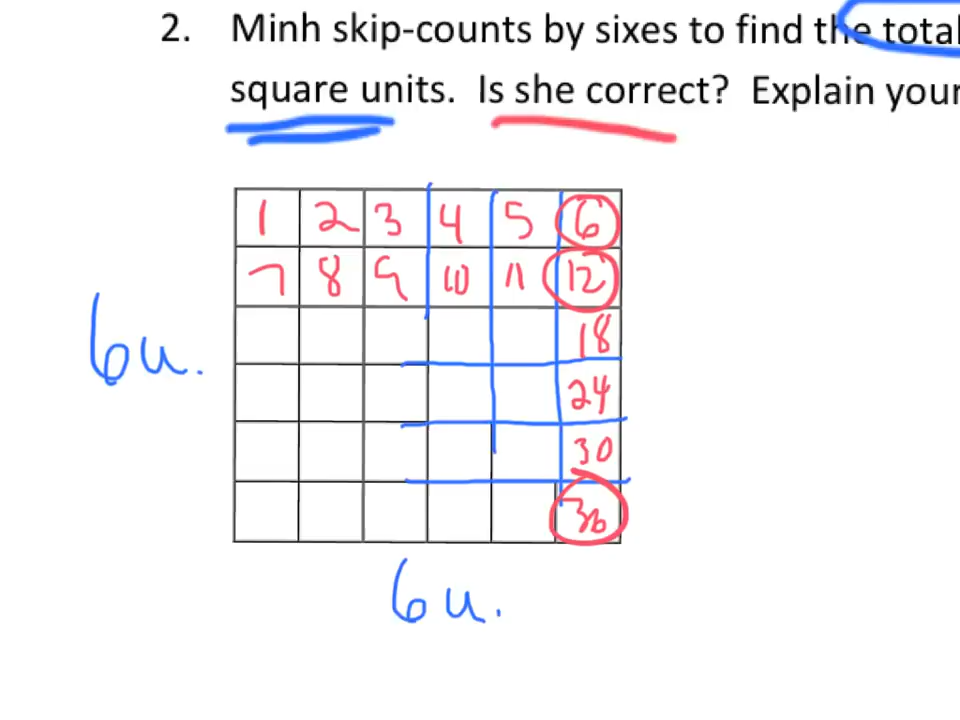 2. Minh skip-counts by sixes to find the total
square units. Is she correct? Explain your
1 2 3 4 5 6
7 8 9 10 11 12
18
6u.
24
30
36
6u.